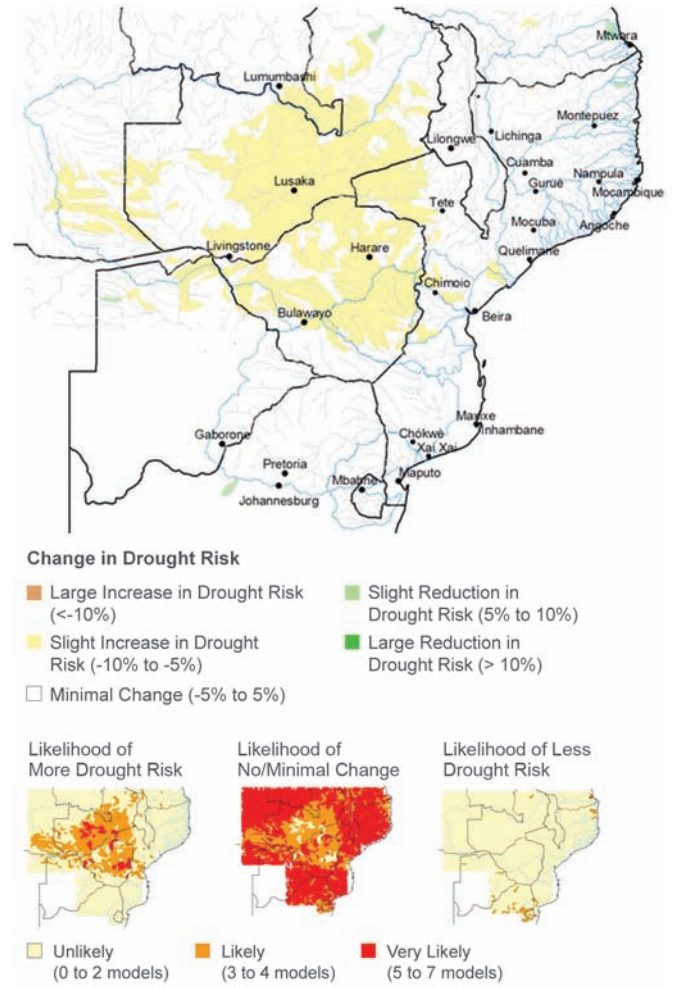 Mtwara
Lumumbashi
Montepuez
Lilongwe
Lichinga
Cuamba
Nampula
Lusaka
Guruè
Mocambique
Tete
Mocuba
Angoche
Livingstone
Harare
Quelimane
Chimoio
Bulawayo
Beira
Maxixe
Inhambane
Gaborone
Chókwè
Xai Xai
Pretoria
Mbabne
Maputo
Johannesburg
Change in Drought Risk
Large Increase in Drought Risk
(<-10%)
Slight Increase in Drought
Risk (-10% to -5%)
Minimal Change (-5% to 5%)
Slight Reduction in
Drought Risk (5% to 10%)
Large Reduction in
Drought Risk (> 10%)
Likelihood of
More Drought Risk
Likelihood of
No/Minimal Change
Likelihood of Less
Drought Risk
Unlikely
(0 to 2 models)
Likely
(3 to 4 models)
Very Likely
(5 to 7 models)